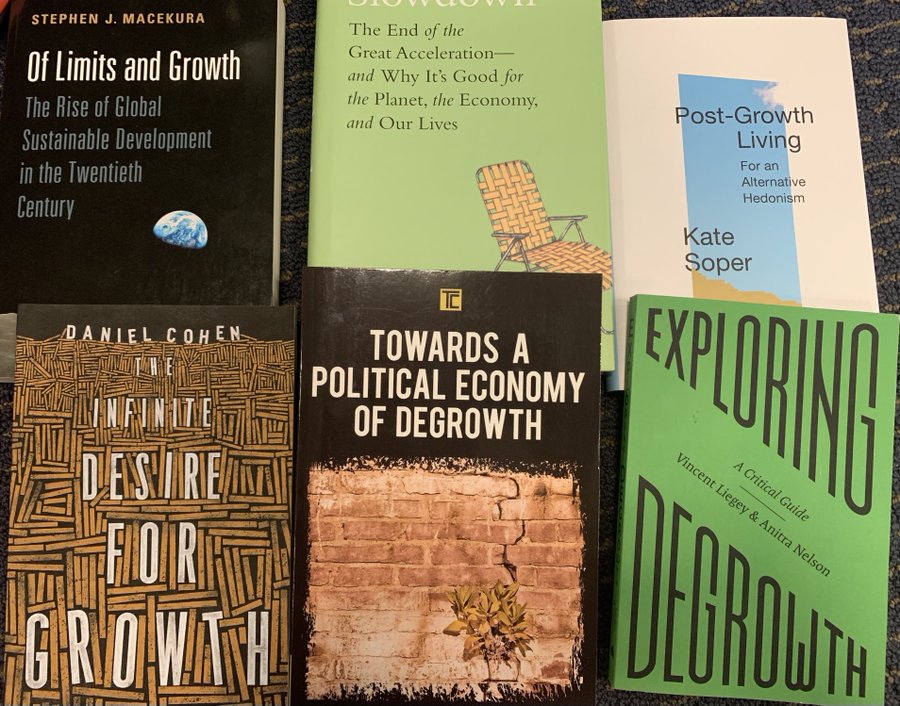 STEPHEN J. MACEKURA
Of Limits and Growth
The Rise of Global
Sustainable Development
in the Twentieth
Century
Slowdown
The End of the
Great Acceleration—
and Why It's Good for
the Planet, the Economy,
and Our Lives
Post-Growth
Living
For an
Alternative
Hedonism
Kate
Soper
DANIEL COHEN
THE
INFINITE
DESIRE
FOR
GROWTH
TC
TOWARDS A
POLITICAL ECONOMY
OF DEGROWTH
EXPLORING
A Critical Guide
Vincent Liegey & Anitra Nelson
DEGROWTH